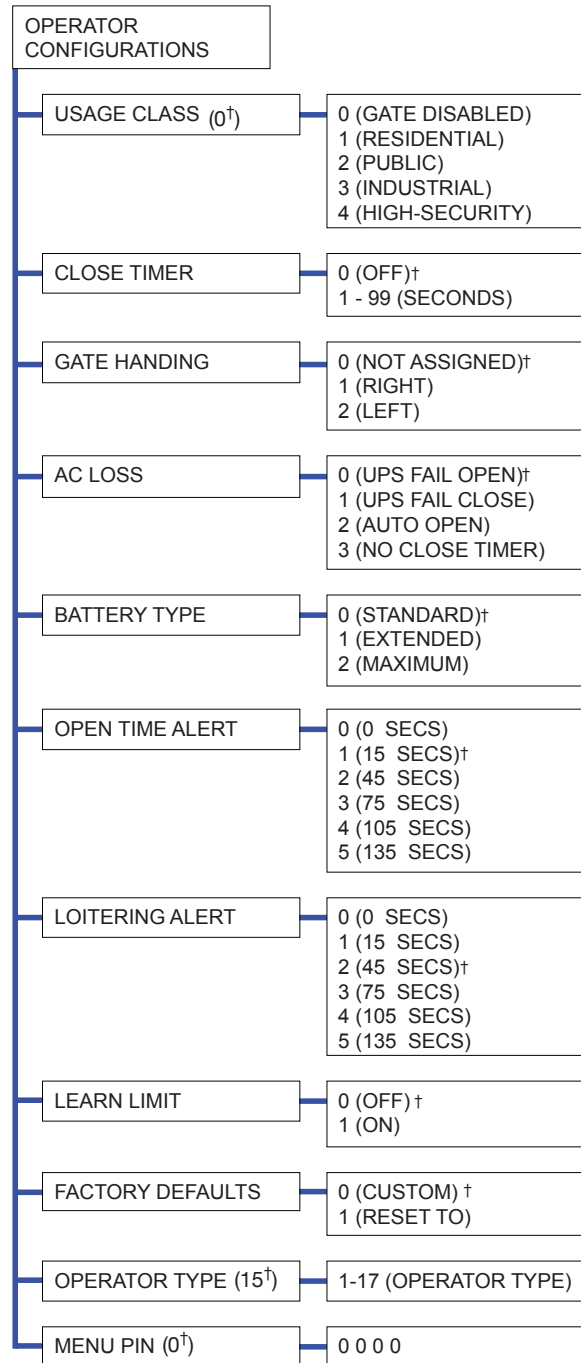 OPERATOR
CONFIGURATIONS
USAGE CLASS (0†)
0 (GATE DISABLED)
1 (RESIDENTIAL)
2 (PUBLIC)
3 (INDUSTRIAL)
4 (HIGH-SECURITY)
CLOSE TIMER
0 (OFF)†
1 - 99 (SECONDS)
GATE HANDING
0 (NOT ASSIGNED)†
1 (RIGHT)
2 (LEFT)
AC LOSS
0 (UPS FAIL OPEN)†
1 (UPS FAIL CLOSE)
2 (AUTO OPEN)
3 (NO CLOSE TIMER)
BATTERY TYPE
0 (STANDARD)†
1 (EXTENDED)
2 (MAXIMUM)
OPEN TIME ALERT
0 (0 SECS)
1 (15 SECS)†
2 (45 SECS)
3 (75 SECS)
4 (105 SECS)
5 (135 SECS)
LOITERING ALERT
0 (0 SECS)
1 (15 SECS)
2 (45 SECS)†
3 (75 SECS)
4 (105 SECS)
5 (135 SECS)
LEARN LIMIT
0 (OFF) †
1 (ON)
FACTORY DEFAULTS
0 (CUSTOM) †
1 (RESET TO)
OPERATOR TYPE (15†)
1-17 (OPERATOR TYPE)
MENU PIN (0†)
0 0 0 0